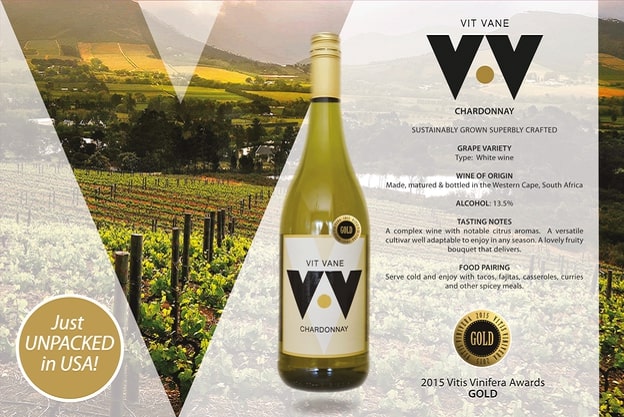 VIT VANE
VV
CHARDONNAY
SUSTAINABLY GROWN SUPERBLY CRAFTED
GRAPE VARIETY
Type: White wine
WINE OF ORIGIN
Made, matured & bottled in the Western Cape, South Africa
ALCOHOL: 13.5%
TASTING NOTES
A complex wine with notable citrus aromas. A versatile
cultivar well adaptable to enjoy in any season. A lovely fruity
bouquet that delivers.
FOOD PAIRING
Serve cold and enjoy with tacos, fajitas, casseroles, curries
and other spicy meals.
GOLD
2015 Vitis Vinifera Awards
GOLD
GOLD
VIT VANE
VV
CHARDONNAY
Just
UNPACKED
in USA!